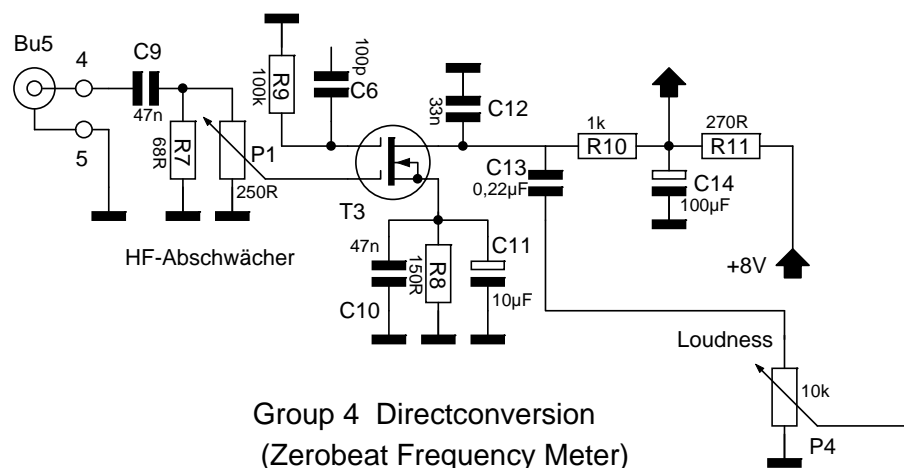 Bu5
4
5
C9
47n
R7
68R
P1
250R
HF-Abschwächer
R9
100k
100p
C6
T3
33n
C12
C13
0,22µF
1k
R10
270R
R11
C14
100µF
+8V
47n
C10
R8
150R
C11
10µF
Loudness
10k
P4
Group 4 Directconversion
(Zerobeat Frequency Meter)